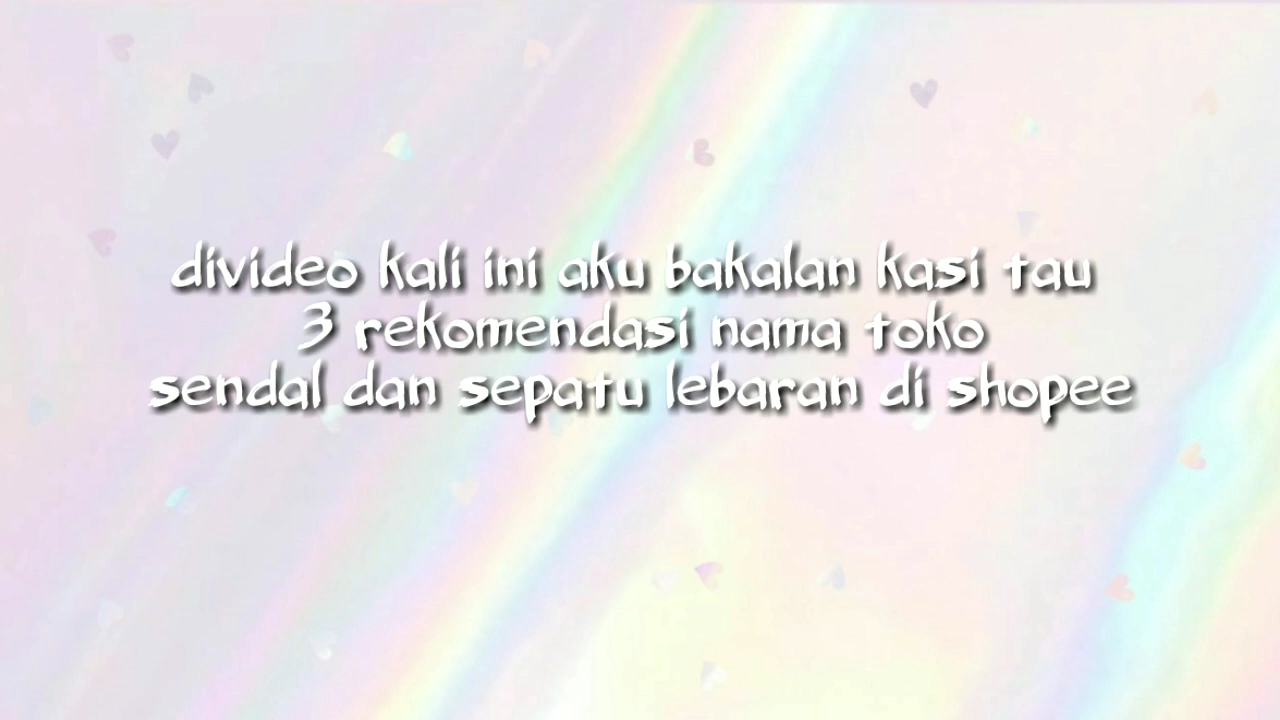 divideo kali ini aku bakalan kasi tau
3 rekomendasi nama toko
sendal dan sepatu lebaran di shopee